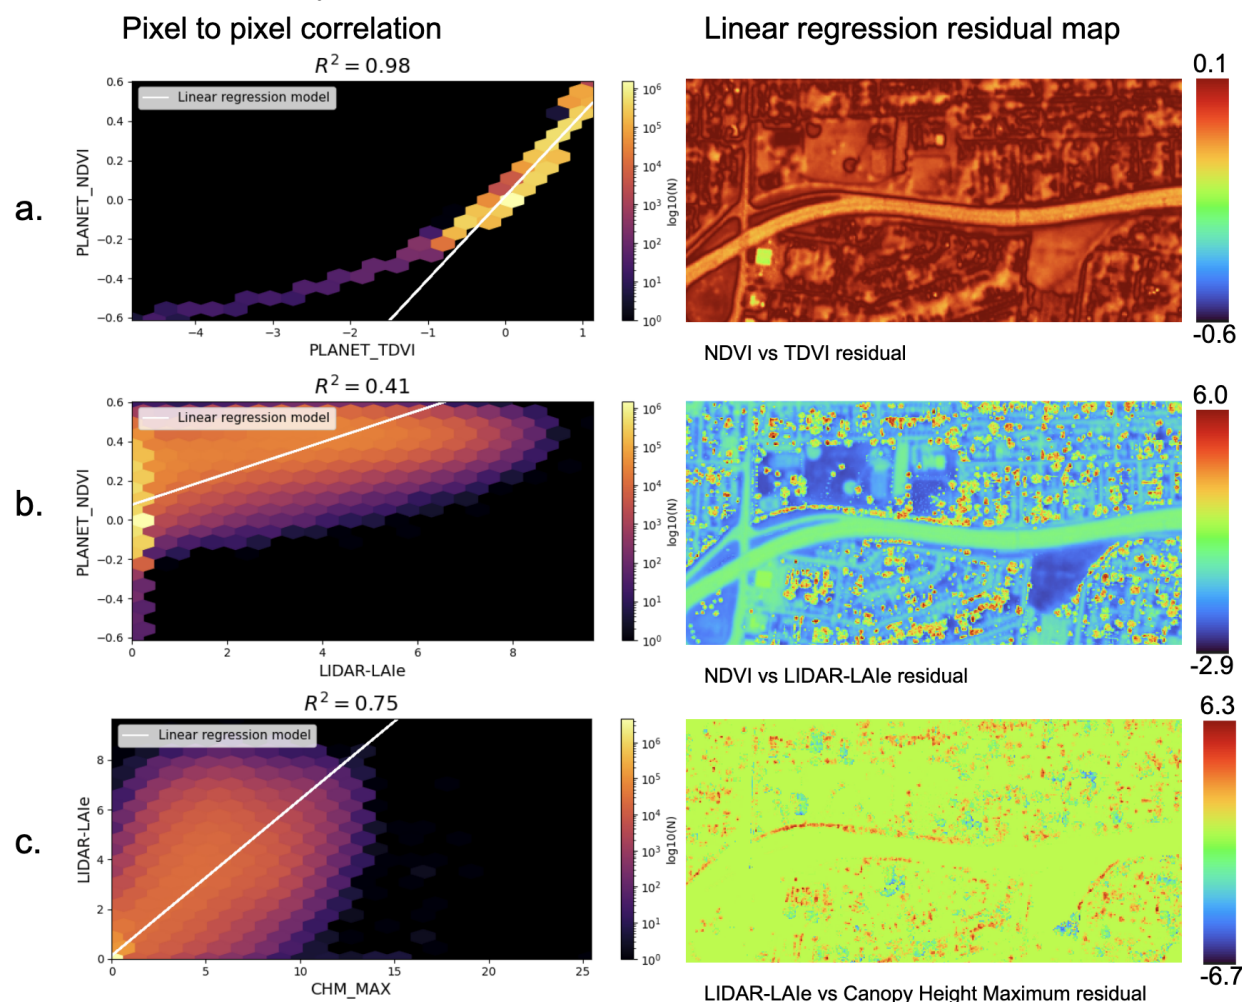 Pixel to pixel correlation
Linear regression residual map
a.
R² = 0.98
Linear regression model
0.6
0.4
0.2
0.0
−0.2
−0.4
−0.6
PLANET_NDVI
−4
−3
−2
−1
0
1
PLANET_TDVI
10⁶
10⁵
10⁴
10³
10²
10¹
10⁰
log10(N)
0.1
-0.6
NDVI vs TDVI residual
b.
R² = 0.41
Linear regression model
0.6
0.4
0.2
0.0
−0.2
−0.4
−0.6
PLANET_NDVI
0
2
4
6
8
LIDAR-LAIe
10⁶
10⁵
10⁴
10³
10²
10¹
10⁰
log10(N)
6.0
-2.9
NDVI vs LIDAR-LAIe residual
c.
R² = 0.75
Linear regression model
8
6
4
2
0
LIDAR-LAIe
0
5
10
15
20
25
CHM_MAX
10⁶
10⁵
10⁴
10³
10²
10¹
10⁰
log10(N)
6.3
-6.7
LIDAR-LAIe vs Canopy Height Maximum residual